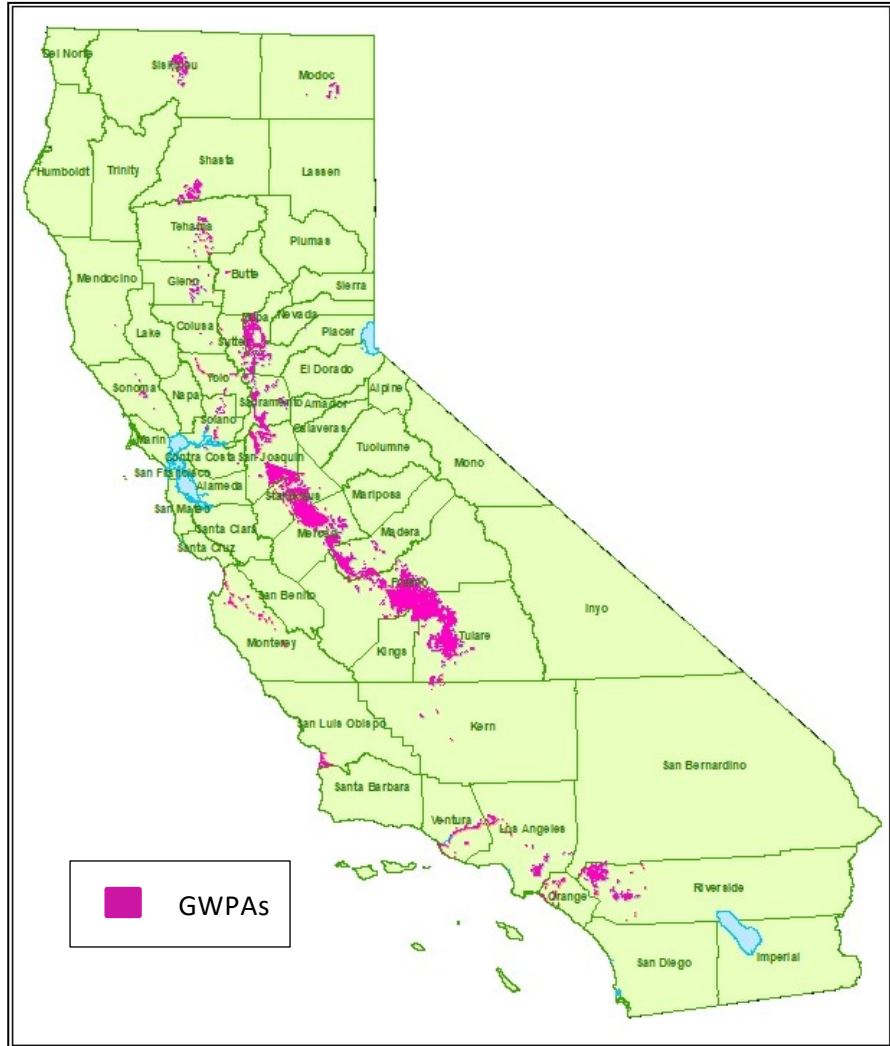 Del Norte
Siskiyou
Modoc
Humboldt
Trinity
Shasta
Lassen
Tehama
Plumas
Mendocino
Glenn
Butte
Sierra
Lake
Colusa
Yuba
Nevada
Sutter
Placer
Sonoma
Napa
Yolo
El Dorado
Alpine
Sacramento
Amador
Solano
Calaveras
Marin
Contra Costa
San Joaquin
Tuolumne
Mono
San Francisco
Alameda
Stanislaus
Mariposa
San Mateo
Santa Clara
Merced
Madera
Santa Cruz
San Benito
Fresno
Inyo
Monterey
Kings
Tulare
San Luis Obispo
Kern
San Bernardino
Santa Barbara
Ventura
Los Angeles
Orange
Riverside
San Diego
Imperial
GWPAs